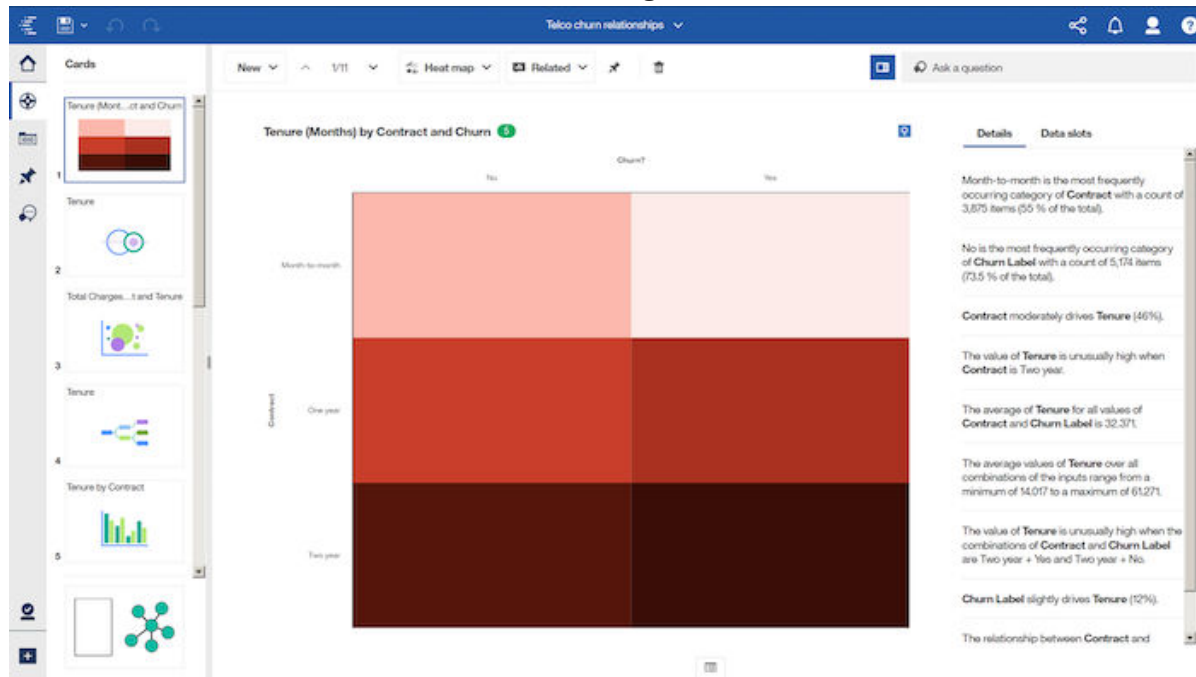 Telco churn relationships
?
Cards
New
1/11
Heat map
Related
Ask a question
Tenure (Mont...ct and Churn
1
Tenure
2
Total Charges...t and Tenure
3
Tenure
4
Tenure by Contract
5
Tenure (Months) by Contract and Churn 5
Churn?
No
Yes
Contract
Month-to-month
One year
Two year
Details
Data slots
Month-to-month is the most frequently
occurring category of Contract with a count of
3,875 items (55 % of the total).
No is the most frequently occurring category
of Churn Label with a count of 5,174 items
(73.5 % of the total).
Contract moderately drives Tenure (46%).
The value of Tenure is unusually high when
Contract is Two year.
The average of Tenure for all values of
Contract and Churn Label is 32.371.
The average values of Tenure over all
combinations of the inputs range from a
minimum of 14.017 to a maximum of 61.271.
The value of Tenure is unusually high when the
combinations of Contract and Churn Label
are Two year + Yes and Two year + No.
Churn Label slightly drives Tenure (12%).
The relationship between Contract and